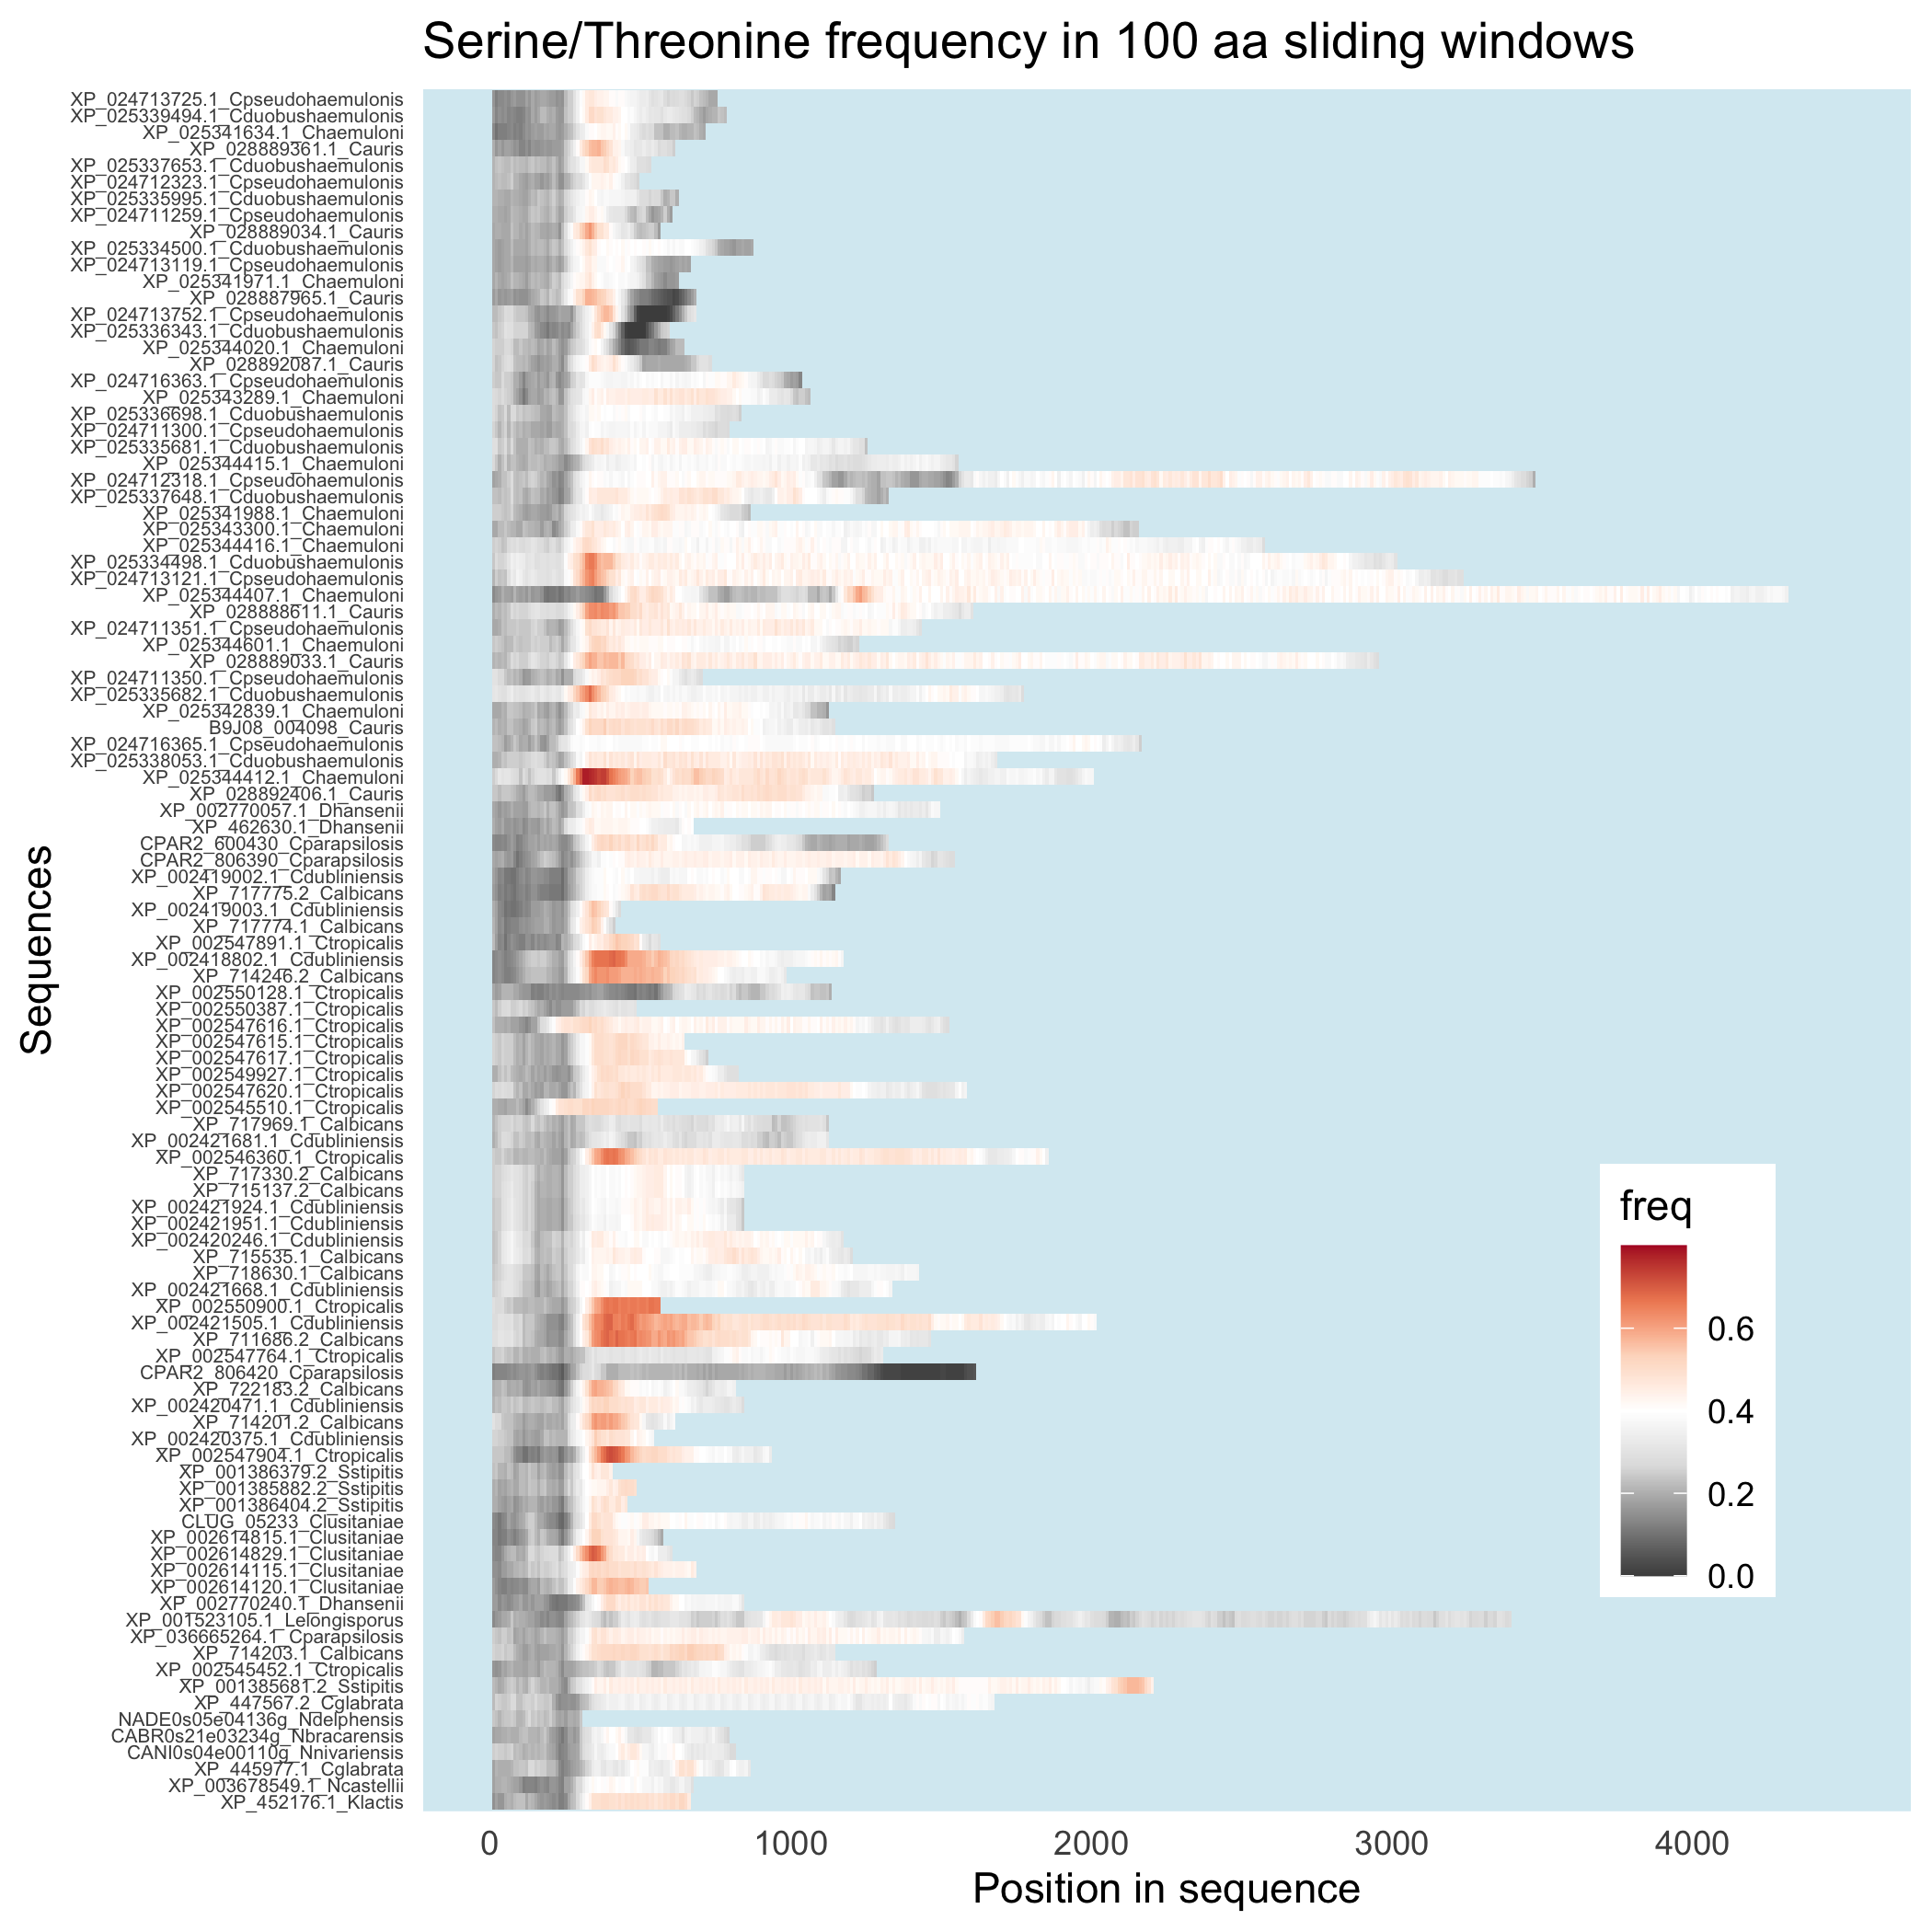 Serine/Threonine frequency in 100 aa sliding windows
XP_024713725.1_Cpseudohaemulonis
XP_025339494.1_Cduobushaemulonis
XP_025341634.1_Chaemuloni
XP_028889361.1_Cauris
XP_025337653.1_Cduobushaemulonis
XP_024712323.1_Cpseudohaemulonis
XP_025335995.1_Cduobushaemulonis
XP_024711259.1_Cpseudohaemulonis
XP_028889034.1_Cauris
XP_025334500.1_Cduobushaemulonis
XP_024713119.1_Cpseudohaemulonis
XP_025341971.1_Chaemuloni
XP_028887965.1_Cauris
XP_024713752.1_Cpseudohaemulonis
XP_025336343.1_Cduobushaemulonis
XP_025344020.1_Chaemuloni
XP_028892087.1_Cauris
XP_024716363.1_Cpseudohaemulonis
XP_025343289.1_Chaemuloni
XP_025336698.1_Cduobushaemulonis
XP_024711300.1_Cpseudohaemulonis
XP_025335681.1_Cduobushaemulonis
XP_025344415.1_Chaemuloni
XP_024712318.1_Cpseudohaemulonis
XP_025337648.1_Cduobushaemulonis
XP_025341988.1_Chaemuloni
XP_025343300.1_Chaemuloni
XP_025344416.1_Chaemuloni
XP_025334498.1_Cduobushaemulonis
XP_024713121.1_Cpseudohaemulonis
XP_025344407.1_Chaemuloni
XP_028888611.1_Cauris
XP_024711351.1_Cpseudohaemulonis
XP_025344601.1_Chaemuloni
XP_028889033.1_Cauris
XP_024711350.1_Cpseudohaemulonis
XP_025335682.1_Cduobushaemulonis
XP_025342839.1_Chaemuloni
B9J08_004098_Cauris
XP_024716365.1_Cpseudohaemulonis
XP_025338053.1_Cduobushaemulonis
XP_025344412.1_Chaemuloni
XP_028892406.1_Cauris
XP_002770057.1_Dhansenii
XP_462630.1_Dhansenii
CPAR2_600430_Cparapsilosis
CPAR2_806390_Cparapsilosis
XP_002419002.1_Cdubliniensis
XP_717775.2_Calbicans
XP_002419003.1_Cdubliniensis
XP_717774.1_Calbicans
XP_002547891.1_Ctropicalis
XP_002418802.1_Cdubliniensis
XP_714246.2_Calbicans
XP_002550128.1_Ctropicalis
XP_002550387.1_Ctropicalis
XP_002547616.1_Ctropicalis
XP_002547615.1_Ctropicalis
XP_002547617.1_Ctropicalis
XP_002549927.1_Ctropicalis
XP_002547620.1_Ctropicalis
XP_002545510.1_Ctropicalis
XP_717969.1_Calbicans
XP_002421681.1_Cdubliniensis
XP_002546360.1_Ctropicalis
XP_717330.2_Calbicans
XP_715137.2_Calbicans
XP_002421924.1_Cdubliniensis
XP_002421951.1_Cdubliniensis
XP_002420246.1_Cdubliniensis
XP_715535.1_Calbicans
XP_718630.1_Calbicans
XP_002421668.1_Cdubliniensis
XP_002550900.1_Ctropicalis
XP_002421505.1_Cdubliniensis
XP_711686.2_Calbicans
XP_002547764.1_Ctropicalis
CPAR2_806420_Cparapsilosis
XP_722183.2_Calbicans
XP_002420471.1_Cdubliniensis
XP_714201.2_Calbicans
XP_002420375.1_Cdubliniensis
XP_002547904.1_Ctropicalis
XP_001386379.2_Sstipitis
XP_001385882.2_Sstipitis
XP_001386404.2_Sstipitis
CLUG_05233_Clusitaniae
XP_002614815.1_Clusitaniae
XP_002614829.1_Clusitaniae
XP_002614115.1_Clusitaniae
XP_002614120.1_Clusitaniae
XP_002770240.1_Dhansenii
XP_001523105.1_Lelongisporus
XP_036665264.1_Cparapsilosis
XP_714203.1_Calbicans
XP_002545452.1_Ctropicalis
XP_001385681.2_Sstipitis
XP_447567.2_Cglabrata
NADE0s05e04136g_Ndelphensis
CABR0s21e03234g_Nbracarensis
CANI0s04e00110g_Nnivariensis
XP_445977.1_Cglabrata
XP_003678549.1_Ncastellii
XP_452176.1_Klactis
Sequences
freq
0.6
0.4
0.2
0.0
0 1000 2000 3000 4000
Position in sequence